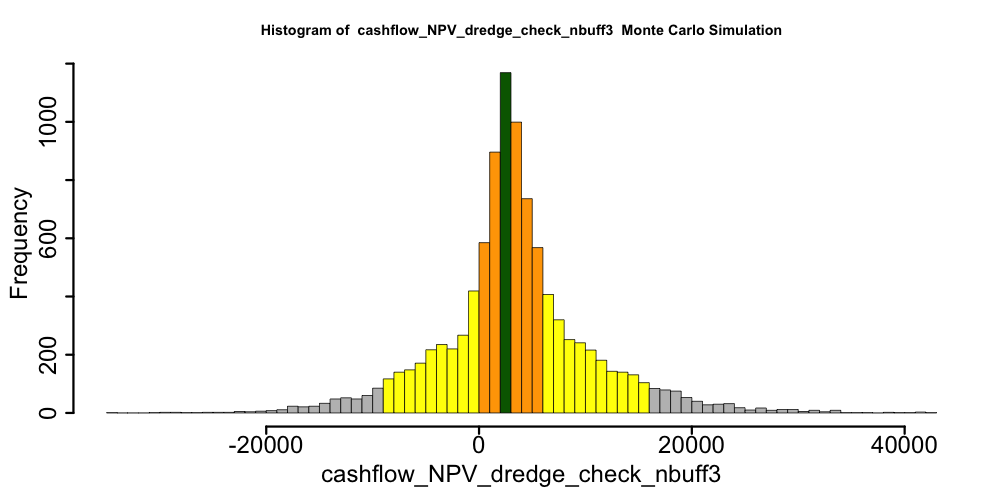 Histogram of cashflow_NPV_dredge_check_nbuff3 Monte Carlo Simulation
Frequency
1000
600
200
0
-20000 0 20000 40000
cashflow_NPV_dredge_check_nbuff3